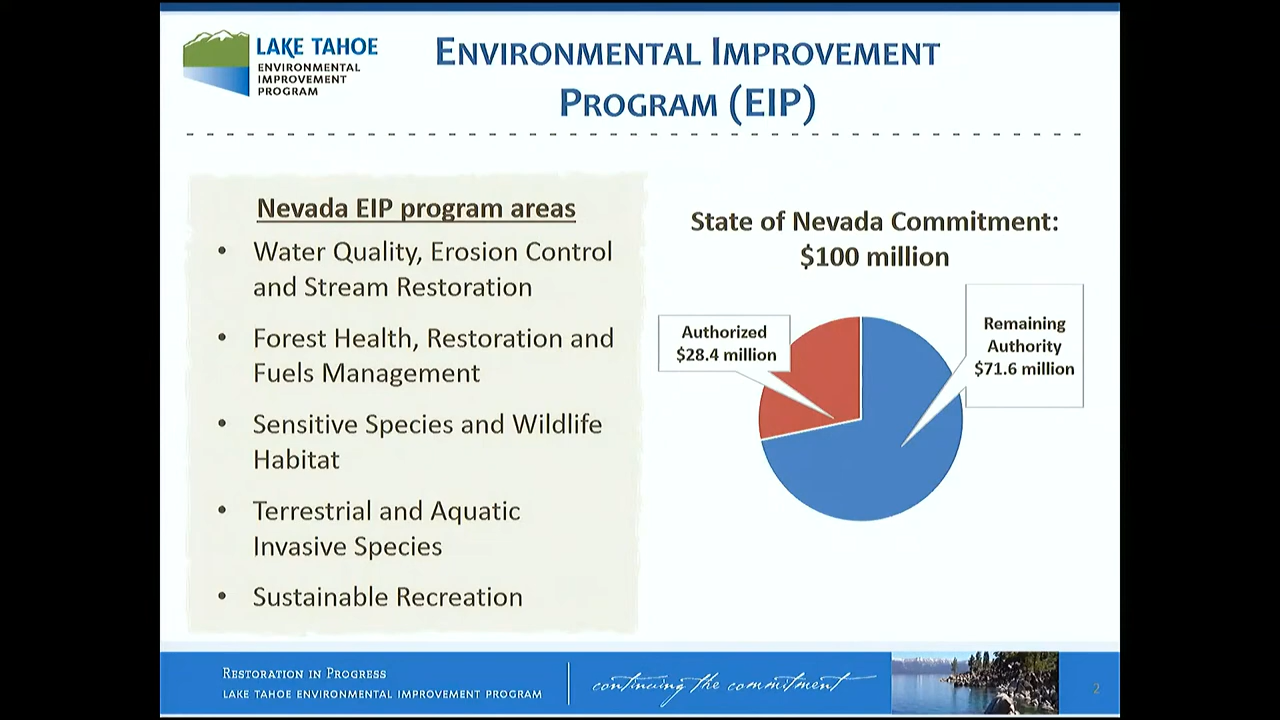 LAKE TAHOE
ENVIRONMENTAL
IMPROVEMENT
PROGRAM
ENVIRONMENTAL IMPROVEMENT
PROGRAM (EIP)
Nevada EIP program areas
• Water Quality, Erosion Control
and Stream Restoration
• Forest Health, Restoration and
Fuels Management
• Sensitive Species and Wildlife
Habitat
• Terrestrial and Aquatic
Invasive Species
• Sustainable Recreation
State of Nevada Commitment:
$100 million
Authorized
$28.4 million
Remaining
Authority
$71.6 million
RESTORATION IN PROGRESS
LAKE TAHOE ENVIRONMENTAL IMPROVEMENT PROGRAM
continuing the commitment
2